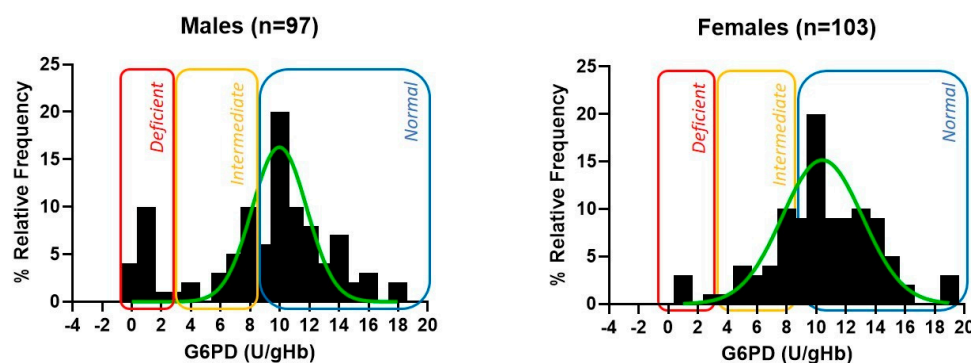 Males (n=97)
% Relative Frequency
25
20
15
10
5
0
Deficient
Intermediate
Normal
-4 -2 0 2 4 6 8 10 12 14 16 18 20
G6PD (U/gHb)
Females (n=103)
% Relative Frequency
25
20
15
10
5
0
Deficient
Intermediate
Normal
-4 -2 0 2 4 6 8 10 12 14 16 18 20
G6PD (U/gHb)